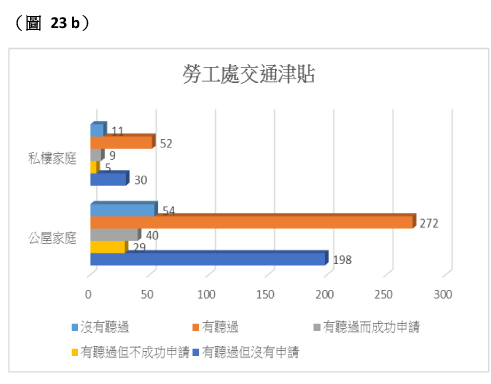 （圖 23 b）
勞工處交通津貼
私樓家庭
11
52
9
5
30
公屋家庭
54
272
40
29
198
0 50 100 150 200 250 300
沒有聽過 有聽過 有聽過而成功申請
有聽過但不成功申請 有聽過但沒有申請